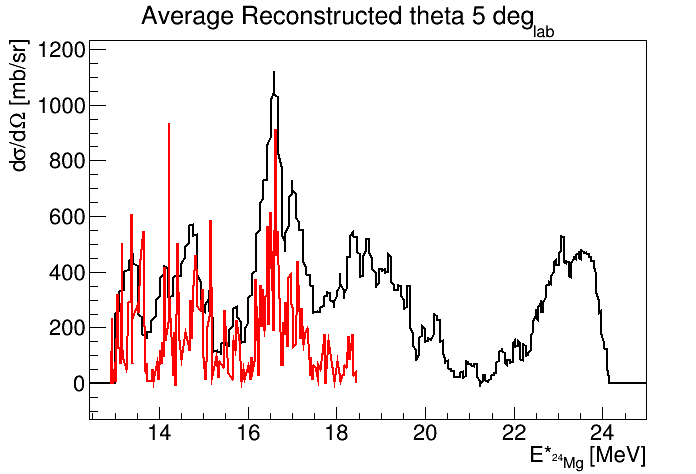 Average Reconstructed theta 5 deg_lab
dσ/dΩ [mb/sr]
1200
1000
800
600
400
200
0
14 16 18 20 22 24
E*_24Mg [MeV]